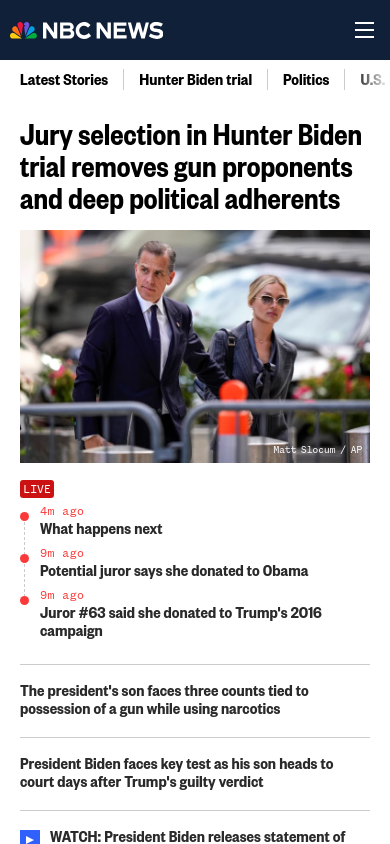 NBC NEWS
Latest Stories
Hunter Biden trial
Politics
U.S.
Jury selection in Hunter Biden
trial removes gun proponents
and deep political adherents
Matt Slocum / AP
LIVE
4m ago
What happens next
9m ago
Potential juror says she donated to Obama
9m ago
Juror #63 said she donated to Trump's 2016
campaign
The president's son faces three counts tied to
possession of a gun while using narcotics
President Biden faces key test as his son heads to
court days after Trump's guilty verdict
WATCH: President Biden releases statement of